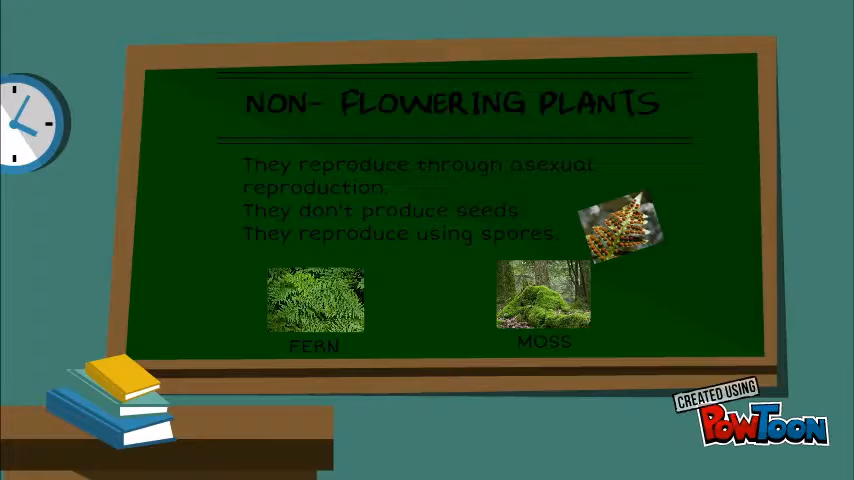 NON- FLOWERING PLANTS
They reproduce through asexual
reproduction.
They don't produce seeds.
They reproduce using spores.
FERN
MOSS
CREATED USING
POWTOON